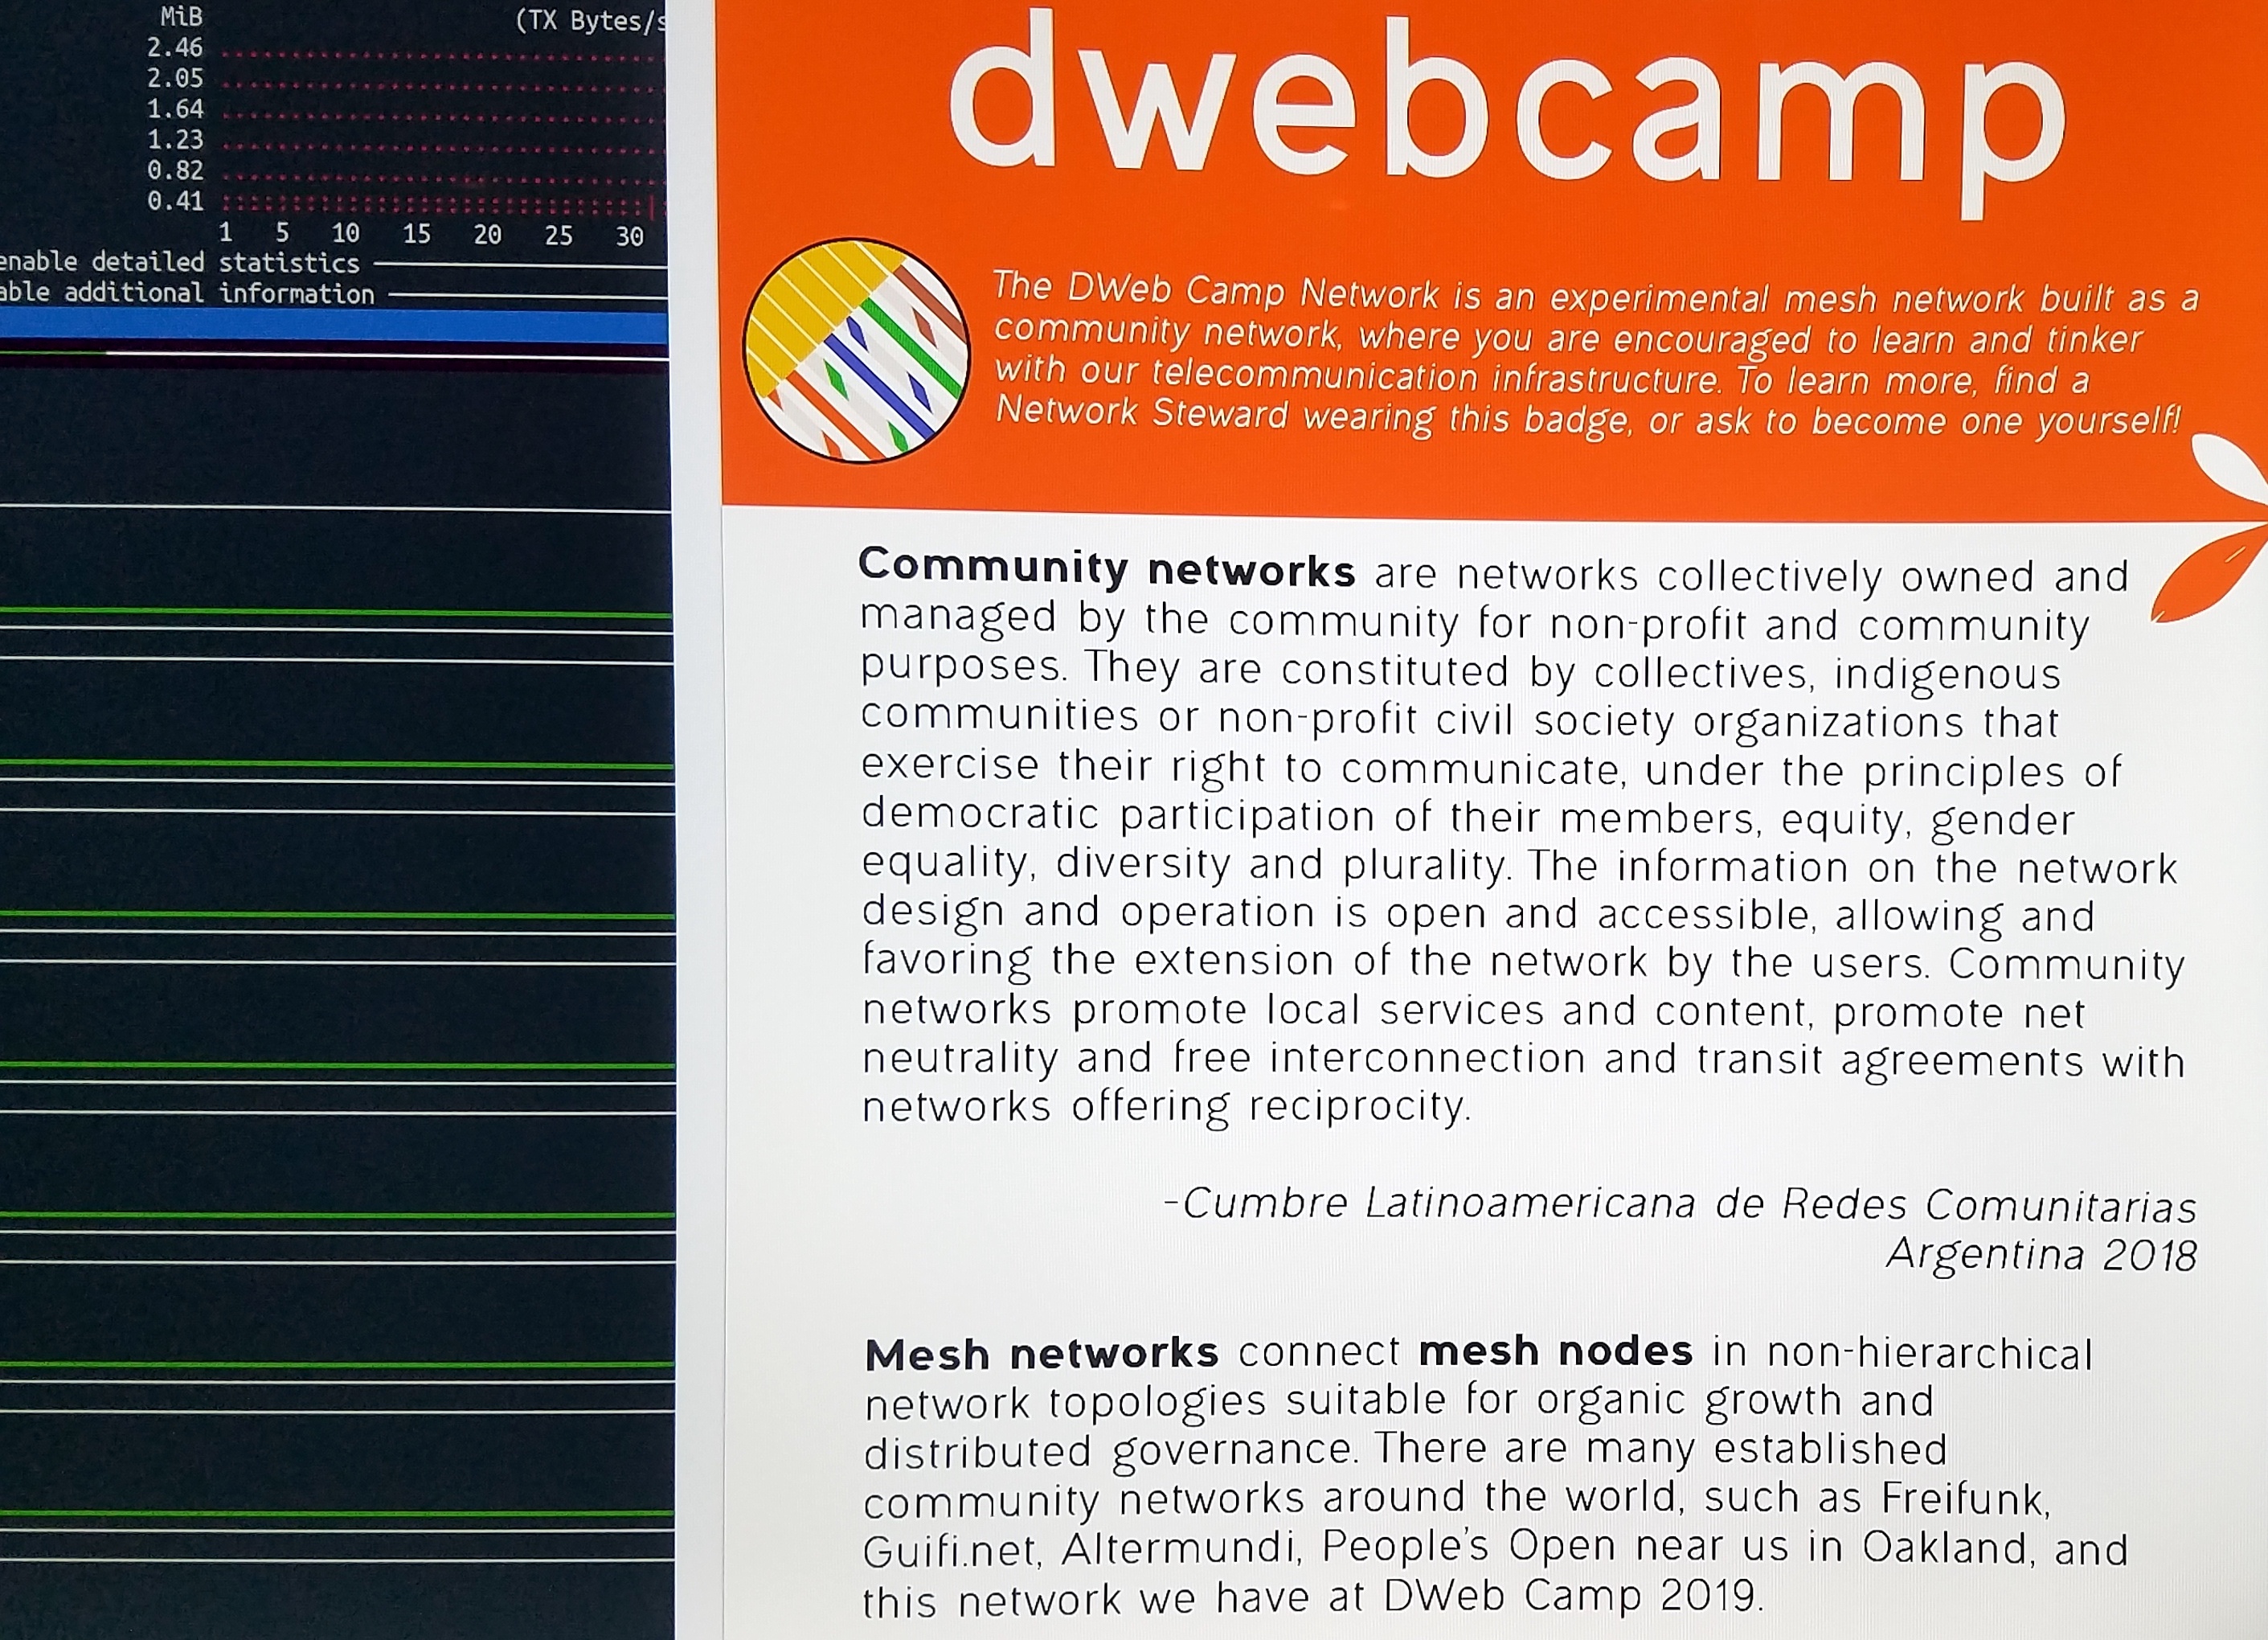 MiB (TX Bytes/s
2.46
2.05
1.64
1.23
0.82
0.41
1 5 10 15 20 25 30
enable detailed statistics
able additional information
dwebcamp
The DWeb Camp Network is an experimental mesh network built as a
community network, where you are encouraged to learn and tinker
with our telecommunication infrastructure. To learn more, find a
Network Steward wearing this badge, or ask to become one yourself!
Community networks are networks collectively owned and
managed by the community for non-profit and community
purposes. They are constituted by collectives, indigenous
communities or non-profit civil society organizations that
exercise their right to communicate, under the principles of
democratic participation of their members, equity, gender
equality, diversity and plurality. The information on the network
design and operation is open and accessible, allowing and
favoring the extension of the network by the users. Community
networks promote local services and content, promote net
neutrality and free interconnection and transit agreements with
networks offering reciprocity.
-Cumbre Latinoamericana de Redes Comunitarias
Argentina 2018
Mesh networks connect mesh nodes in non-hierarchical
network topologies suitable for organic growth and
distributed governance. There are many established
community networks around the world, such as Freifunk,
Guifi.net, Altermundi, People's Open near us in Oakland, and
this network we have at DWeb Camp 2019.